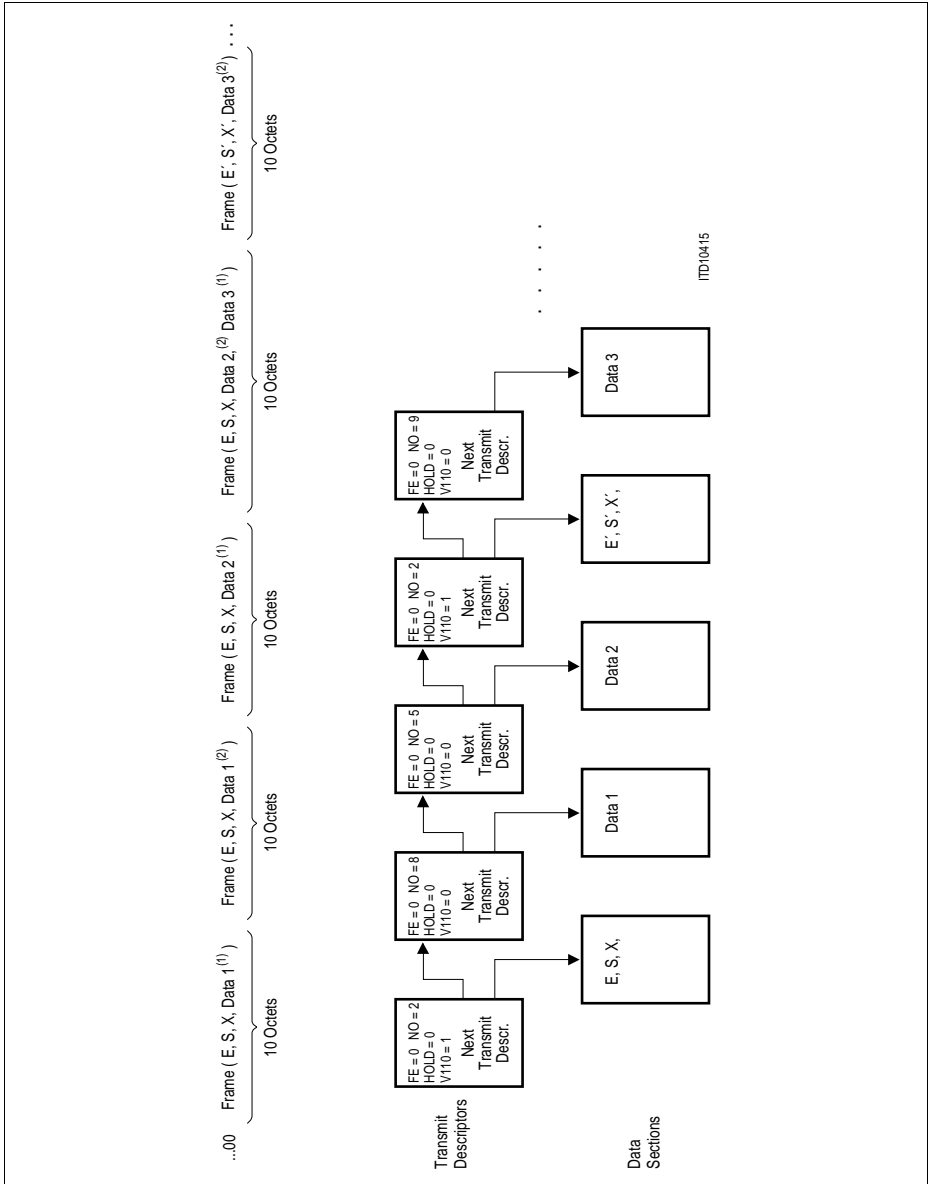 ...00 Frame ( E, S, X, Data 1 (1) ) Frame ( E, S, X, Data 1 (2) ) Frame ( E, S, X, Data 2 (1) ) Frame ( E, S, X, Data 2, (2) Data 3 (1) ) Frame ( E´, S´, X´, Data 3 (2) ) . . .
10 Octets 10 Octets 10 Octets 10 Octets 10 Octets
Transmit
Descriptors
FE = 0 NO = 2
HOLD = 0
V110 = 1
Next
Transmit
Descr.
FE = 0 NO = 8
HOLD = 0
V110 = 0
Next
Transmit
Descr.
FE = 0 NO = 5
HOLD = 0
V110 = 0
Next
Transmit
Descr.
FE = 0 NO = 2
HOLD = 0
V110 = 1
Next
Transmit
Descr.
FE = 0 NO = 9
HOLD = 0
V110 = 0
Next
Transmit
Descr.
. . . . .
Data
Sections
E, S, X,
Data 1
Data 2
E´, S´, X´,
Data 3
ITD10415